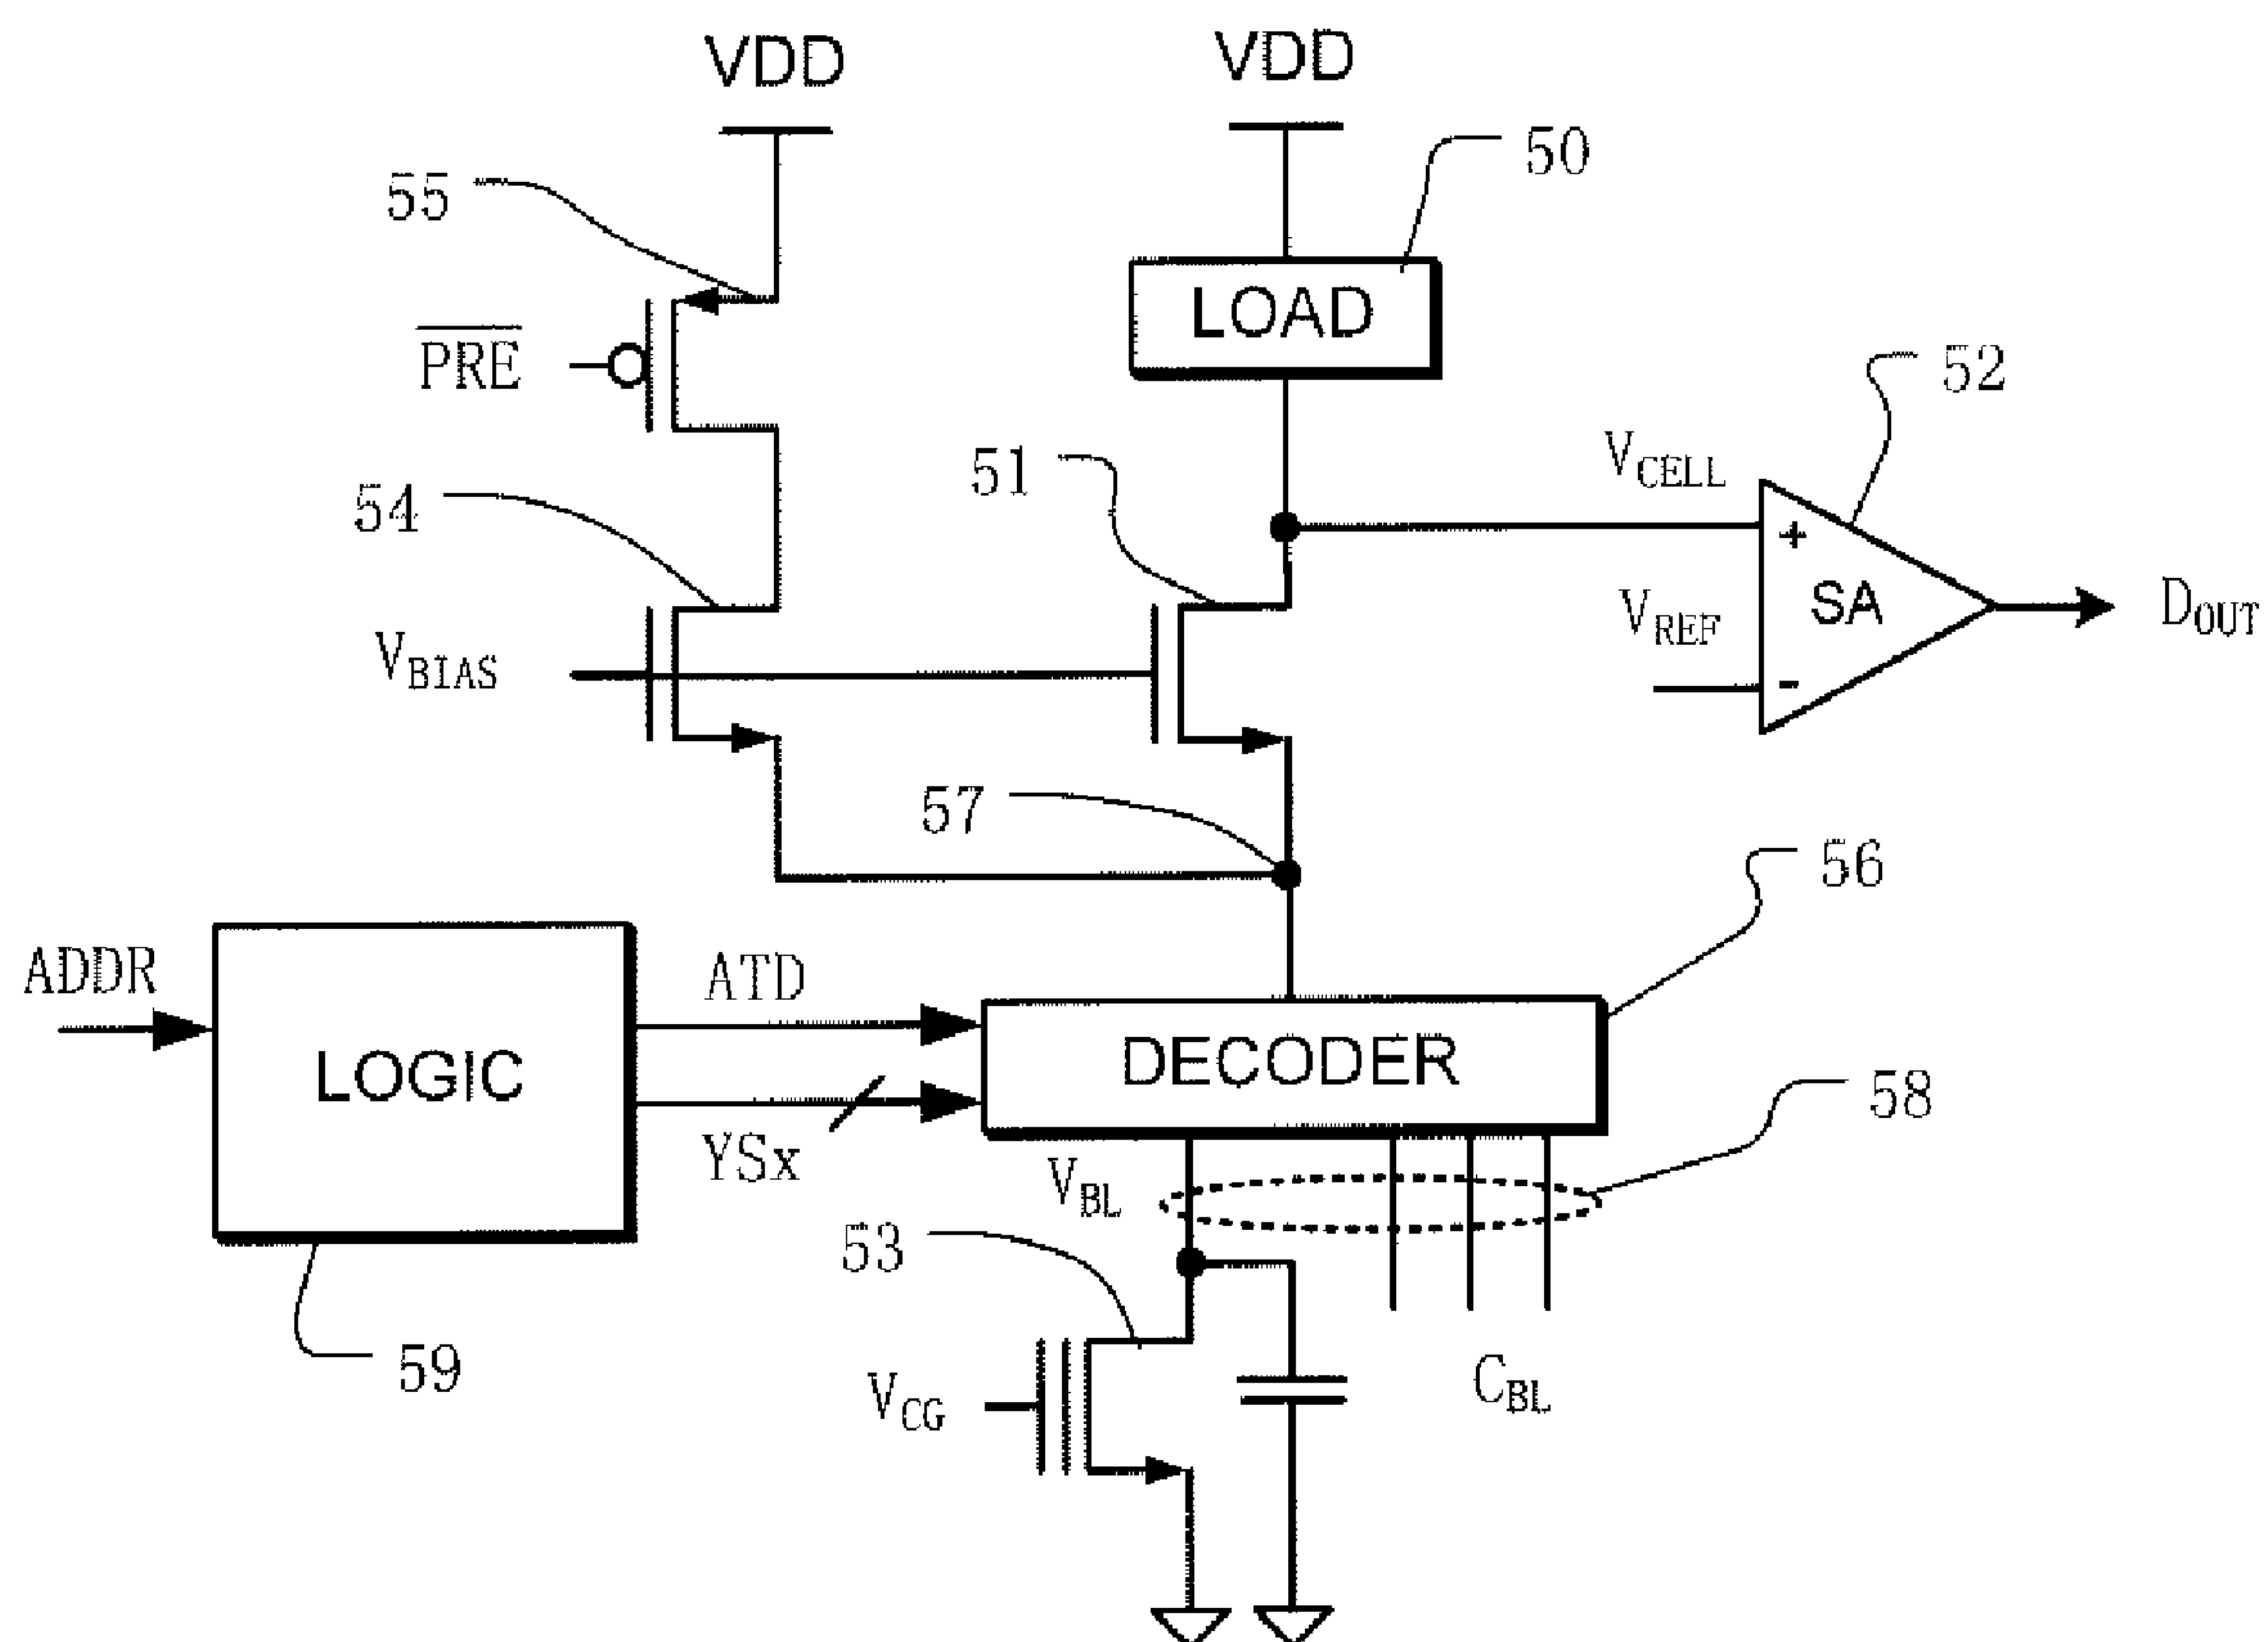 VDD
VDD
50
55
LOAD
PRE
52
VCELL
51
54
+
SA
VREF
DOUT
VBIAS
-
57
56
ADDR
ATD
DECODER
LOGIC
58
YSx
VBL
53
59
VCG
CBL